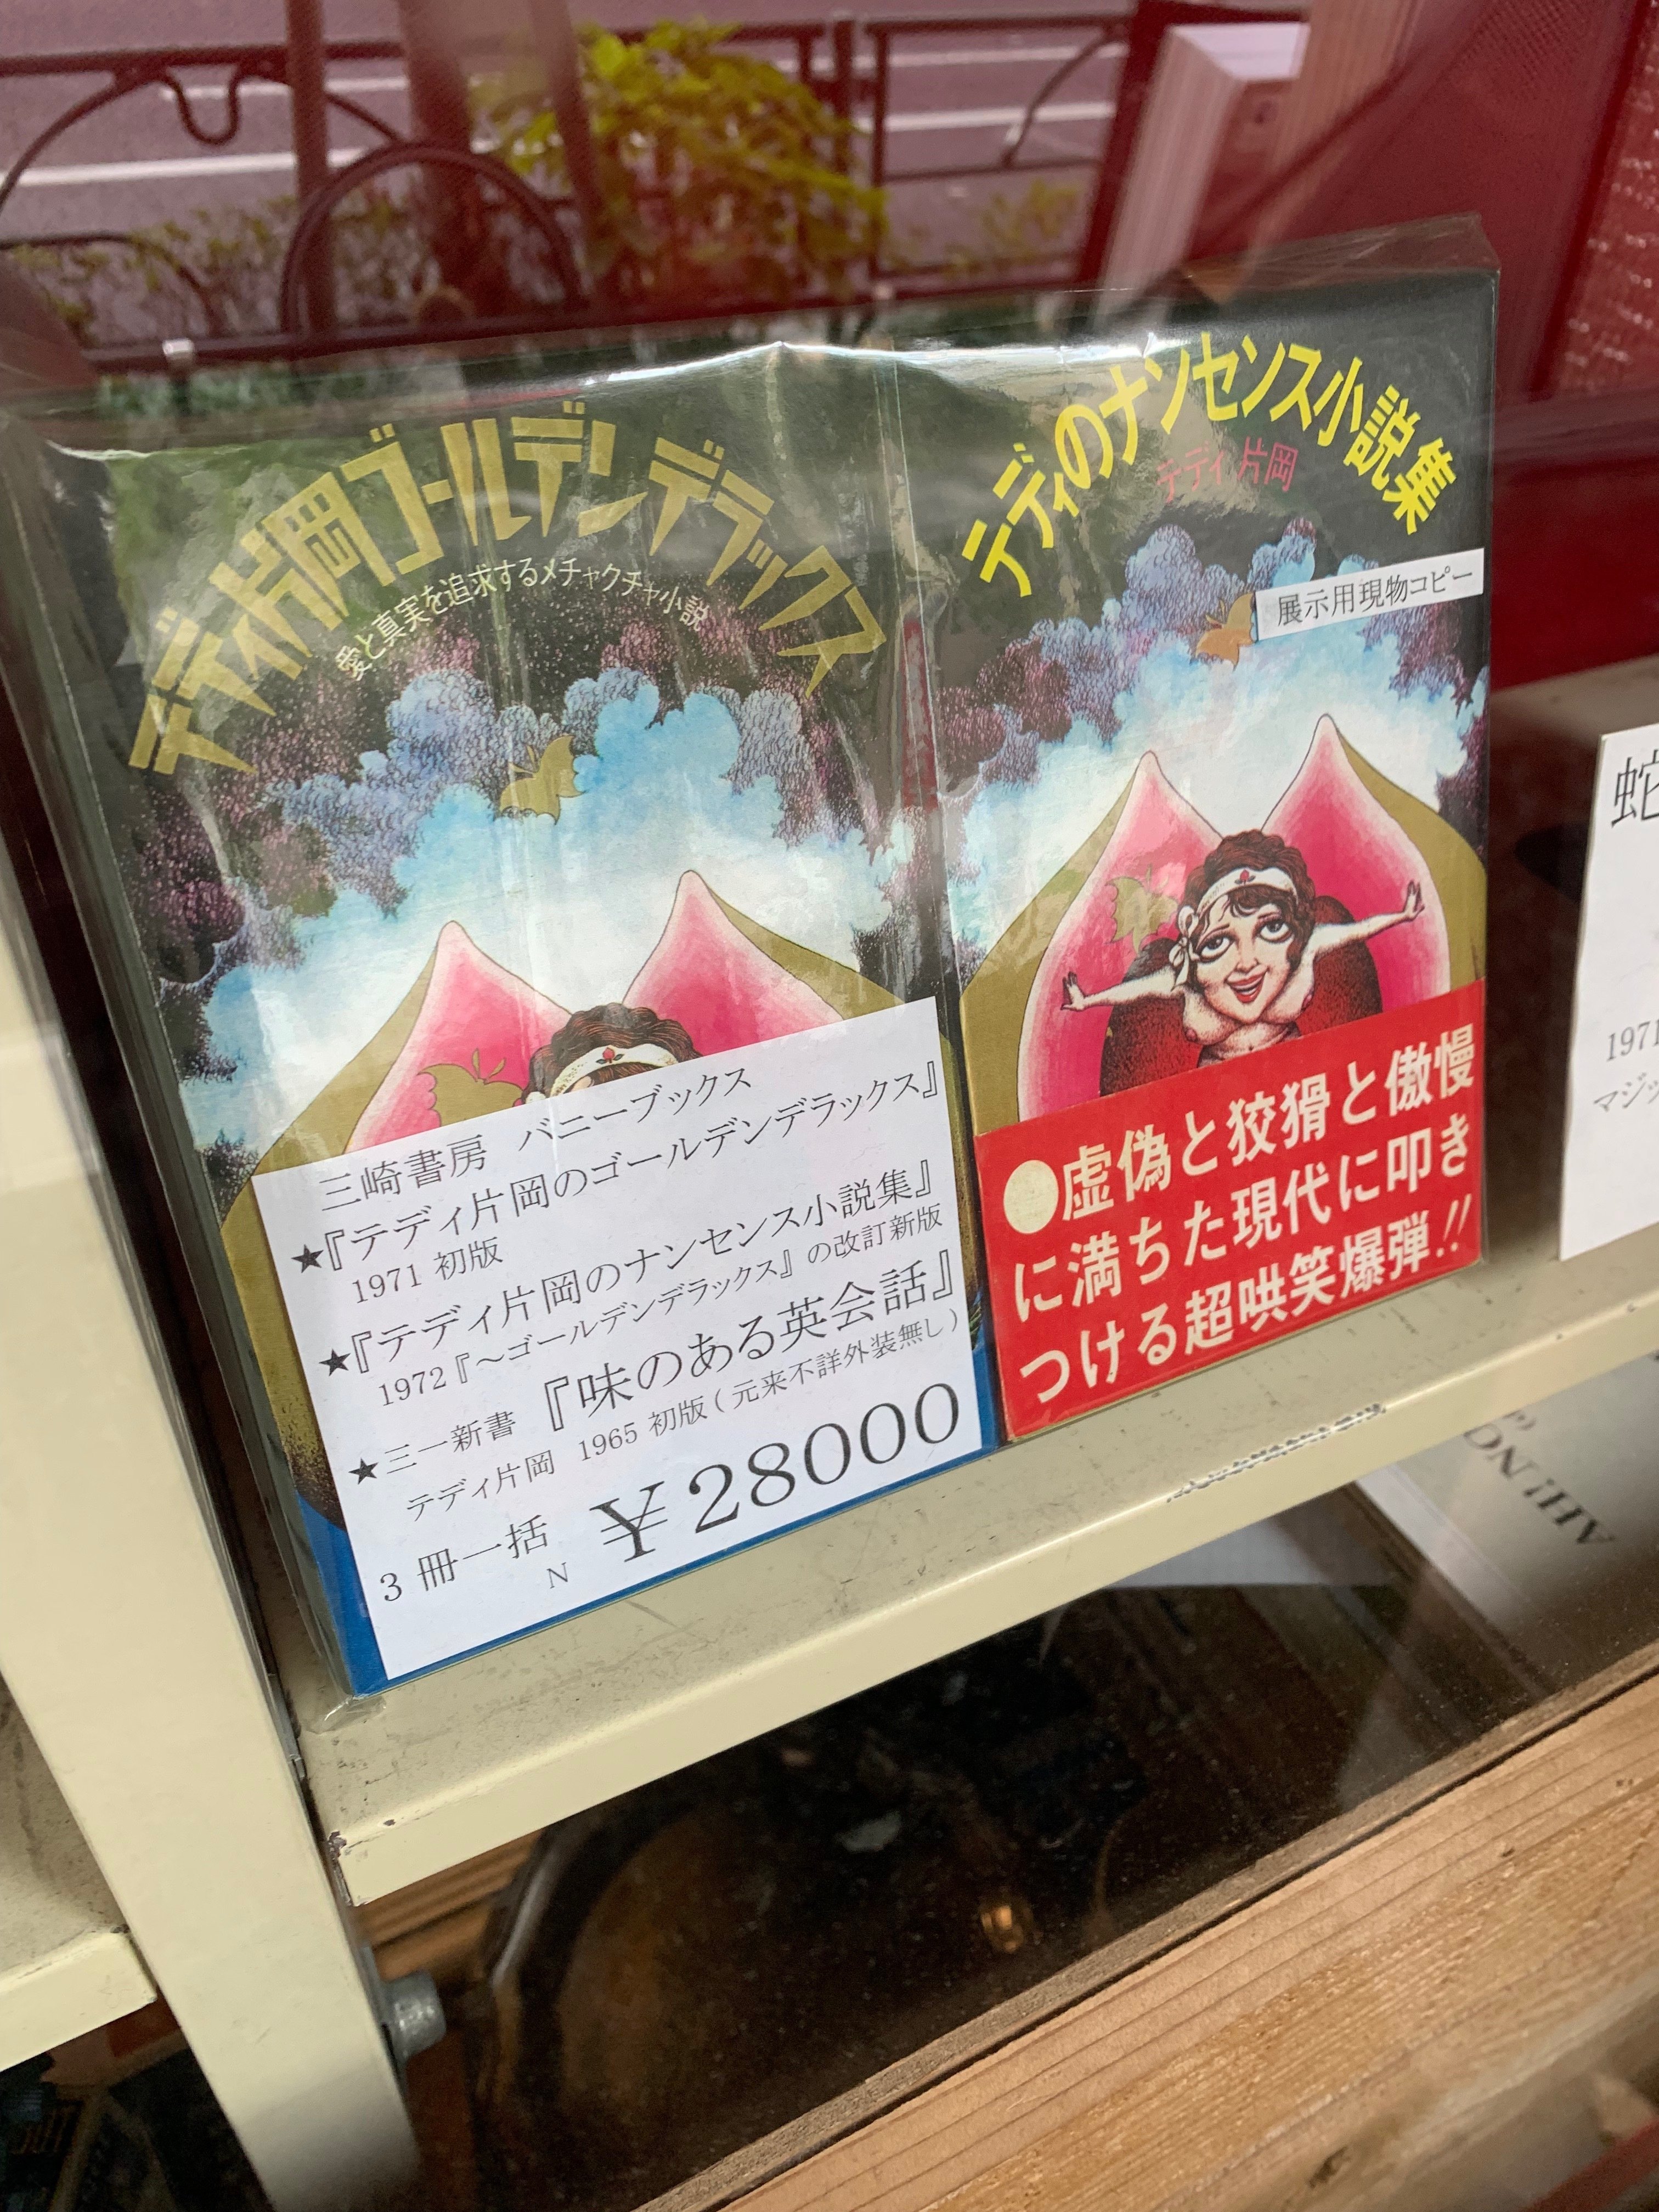 テディ片岡ゴールデンデラックス
愛と真実を追求するメチャクチャ小説
三崎書房 バニーブックス
★『テディ片岡のゴールデンデラックス』
1971 初版
★『テディ片岡のナンセンス小説集』
1972『～ゴールデンデラックス』の改訂新版
★三一新書 『味のある英会話』
テディ片岡 1965 初版(元来不詳外装無し)
3 冊一括 ¥28000
N
テディのナンセンス小説集
テディ片岡
展示用現物コピー
●虚偽と狡猾と傲慢
に満ちた現代に叩き
つける超哄笑爆弾!!
蛇
1971
マジッ
AH! NO